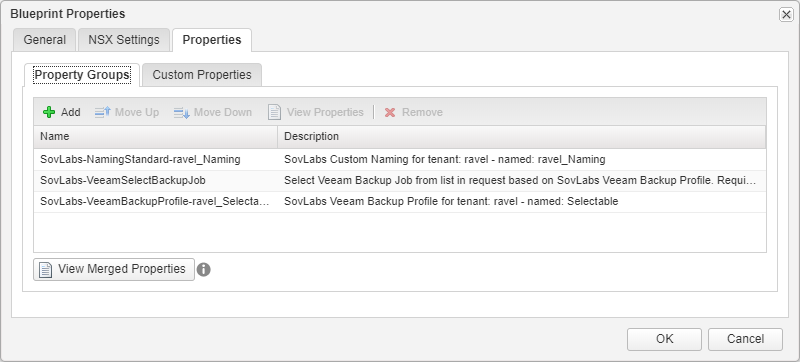 Blueprint Properties
General NSX Settings Properties
Property Groups Custom Properties
Add Move Up Move Down View Properties Remove
Name Description
SovLabs-NamingStandard-ravel_Naming SovLabs Custom Naming for tenant: ravel - named: ravel_Naming
SovLabs-VeeamSelectBackupJob Select Veeam Backup Job from list in request based on SovLabs Veeam Backup Profile. Requi...
SovLabs-VeeamBackupProfile-ravel_Selecta... SovLabs Veeam Backup Profile for tenant: ravel - named: Selectable
View Merged Properties
OK Cancel